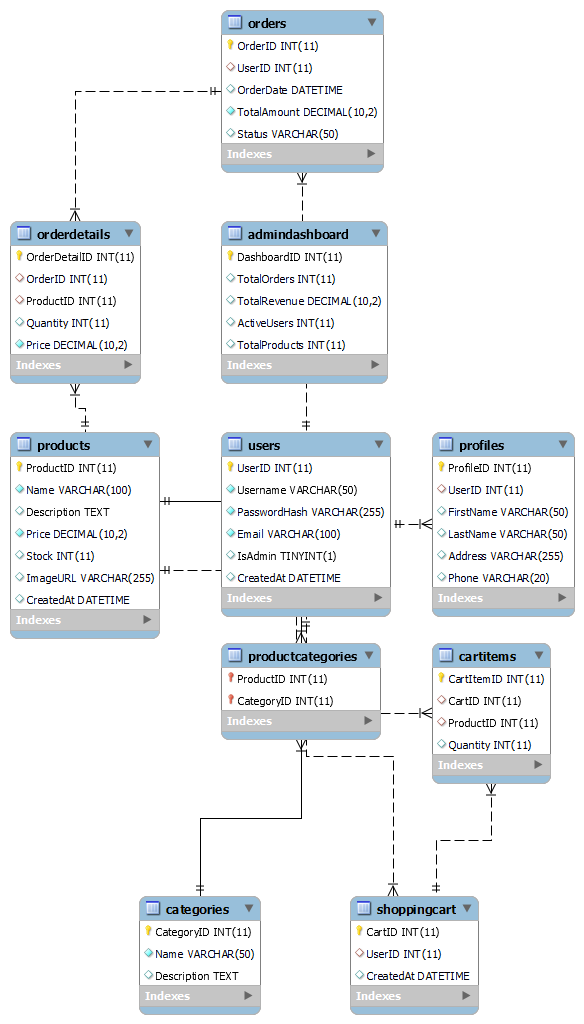 orders
OrderID INT(11)
UserID INT(11)
OrderDate DATETIME
TotalAmount DECIMAL(10,2)
Status VARCHAR(50)
Indexes
orderdetails
OrderDetailID INT(11)
OrderID INT(11)
ProductID INT(11)
Quantity INT(11)
Price DECIMAL(10,2)
Indexes
admindashboard
DashboardID INT(11)
TotalOrders INT(11)
TotalRevenue DECIMAL(10,2)
ActiveUsers INT(11)
TotalProducts INT(11)
Indexes
products
ProductID INT(11)
Name VARCHAR(100)
Description TEXT
Price DECIMAL(10,2)
Stock INT(11)
ImageURL VARCHAR(255)
CreatedAt DATETIME
Indexes
users
UserID INT(11)
Username VARCHAR(50)
PasswordHash VARCHAR(255)
Email VARCHAR(100)
IsAdmin TINYINT(1)
CreatedAt DATETIME
Indexes
profiles
ProfileID INT(11)
UserID INT(11)
FirstName VARCHAR(50)
LastName VARCHAR(50)
Address VARCHAR(255)
Phone VARCHAR(20)
Indexes
productcategories
ProductID INT(11)
CategoryID INT(11)
Indexes
cartitems
CartItemID INT(11)
CartID INT(11)
ProductID INT(11)
Quantity INT(11)
Indexes
categories
CategoryID INT(11)
Name VARCHAR(50)
Description TEXT
Indexes
shoppingcart
CartID INT(11)
UserID INT(11)
CreatedAt DATETIME
Indexes